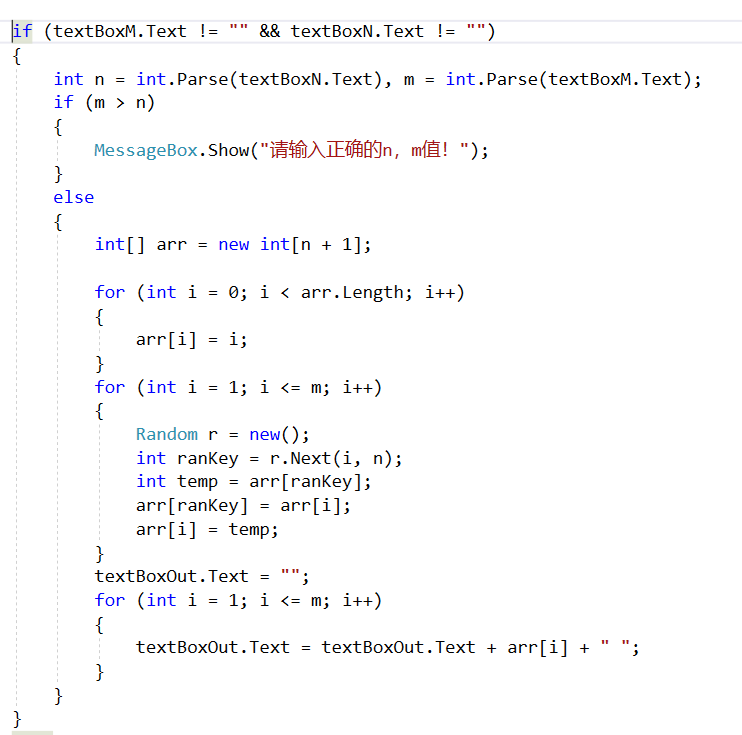 if (textBoxM.Text != "" && textBoxN.Text != "")
{
int n = int.Parse(textBoxN.Text), m = int.Parse(textBoxM.Text);
if (m > n)
{
MessageBox.Show("请输入正确的n，m值！");
}
else
{
int[] arr = new int[n + 1];
for (int i = 0; i < arr.Length; i++)
{
arr[i] = i;
}
for (int i = 1; i <= m; i++)
{
Random r = new();
int ranKey = r.Next(i, n);
int temp = arr[ranKey];
arr[ranKey] = arr[i];
arr[i] = temp;
}
textBoxOut.Text = "";
for (int i = 1; i <= m; i++)
{
textBoxOut.Text = textBoxOut.Text + arr[i] + " ";
}
}
}